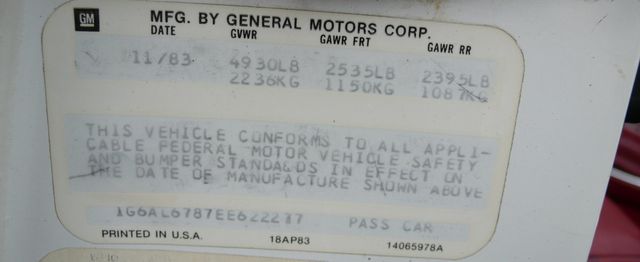 GM MFG. BY GENERAL MOTORS CORP.
DATE GVWR GAWR FRT GAWR RR
11/83 4930LB 2535LB 2395LB
2236KG 1150KG 1087KG
THIS VEHICLE CONFORMS TO ALL APPLI-
CABLE FEDERAL MOTOR VEHICLE SAFETY
AND BUMPER STANDARDS IN EFFECT ON
THE DATE OF MANUFACTURE SHOWN ABOVE
PASS CAR
PRINTED IN U.S.A. 18AP83 14065978A